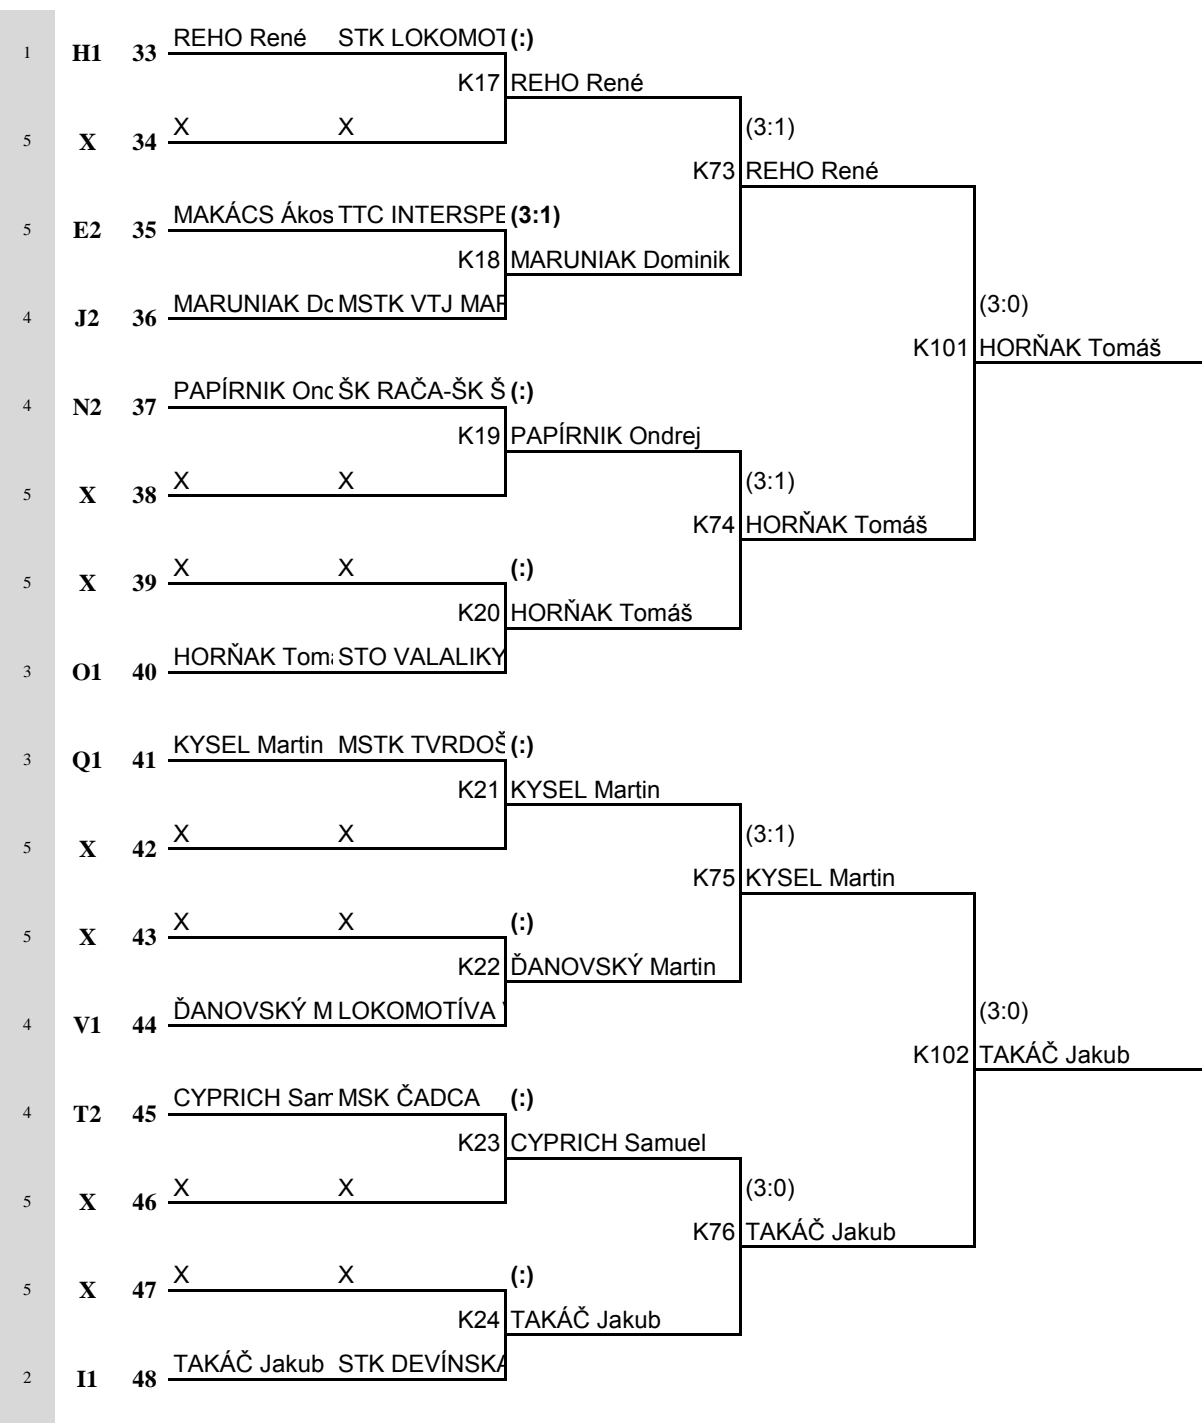 1 H1 33 REHO René STK LOKOMOT (:)
K17 REHO René
5 X 34 X X (3:1)
K73 REHO René
5 E2 35 MAKÁCS Ákos TTC INTERSPE (3:1)
K18 MARUNIAK Dominik
4 J2 36 MARUNIAK Do MSTK VTJ MAR (3:0)
K101 HORŇAK Tomáš
4 N2 37 PAPÍRNIK Ond ŠK RAČA-ŠK Š (:)
K19 PAPÍRNIK Ondrej
5 X 38 X X (3:1)
K74 HORŇAK Tomáš
5 X 39 X X (:)
K20 HORŇAK Tomáš
3 O1 40 HORŇAK Tomá STO VALALIKY
3 Q1 41 KYSEL Martin MSTK TVRDOŠ (:)
K21 KYSEL Martin
5 X 42 X X (3:1)
K75 KYSEL Martin
5 X 43 X X (:)
K22 ĎANOVSKÝ Martin
4 V1 44 ĎANOVSKÝ M LOKOMOTÍVA (3:0)
K102 TAKÁČ Jakub
4 T2 45 CYPRICH Sam MSK ČADCA (:)
K23 CYPRICH Samuel
5 X 46 X X (3:0)
K76 TAKÁČ Jakub
5 X 47 X X (:)
K24 TAKÁČ Jakub
2 I1 48 TAKÁČ Jakub STK DEVÍNSKA